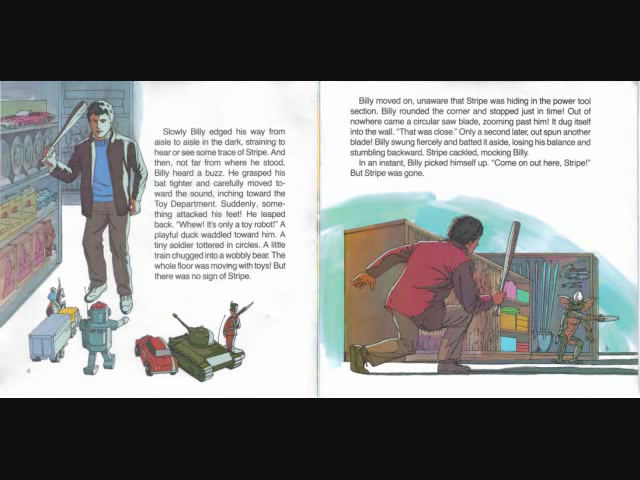 Slowly Billy edged his way from
aisle to aisle in the dark, straining to
hear or see some trace of Stripe. And
then, not far from where he stood,
Billy heard a buzz. He grasped his
bat tighter and carefully moved to-
ward the sound, inching toward the
Toy Department. Suddenly, some-
thing attacked his feet! He leaped
back. “Whew! It's only a toy robot!” A
playful duck waddled toward him. A
tiny soldier tottered in circles. A little
train chugged into a wobbly bear. The
whole floor was moving with toys! But
there was no sign of Stripe.
4
Billy moved on, unaware that Stripe was hiding in the power tool
section. Billy rounded the corner and stopped just in time! Out of
nowhere came a circular saw blade, zooming past him! It dug itself
into the wall. “That was close.” Only a second later, out spun another
blade! Billy swung fiercely and batted it aside, losing his balance and
stumbling backward. Stripe cackled, mocking Billy.
In an instant, Billy picked himself up. “Come on out here, Stripe!”
But Stripe was gone.